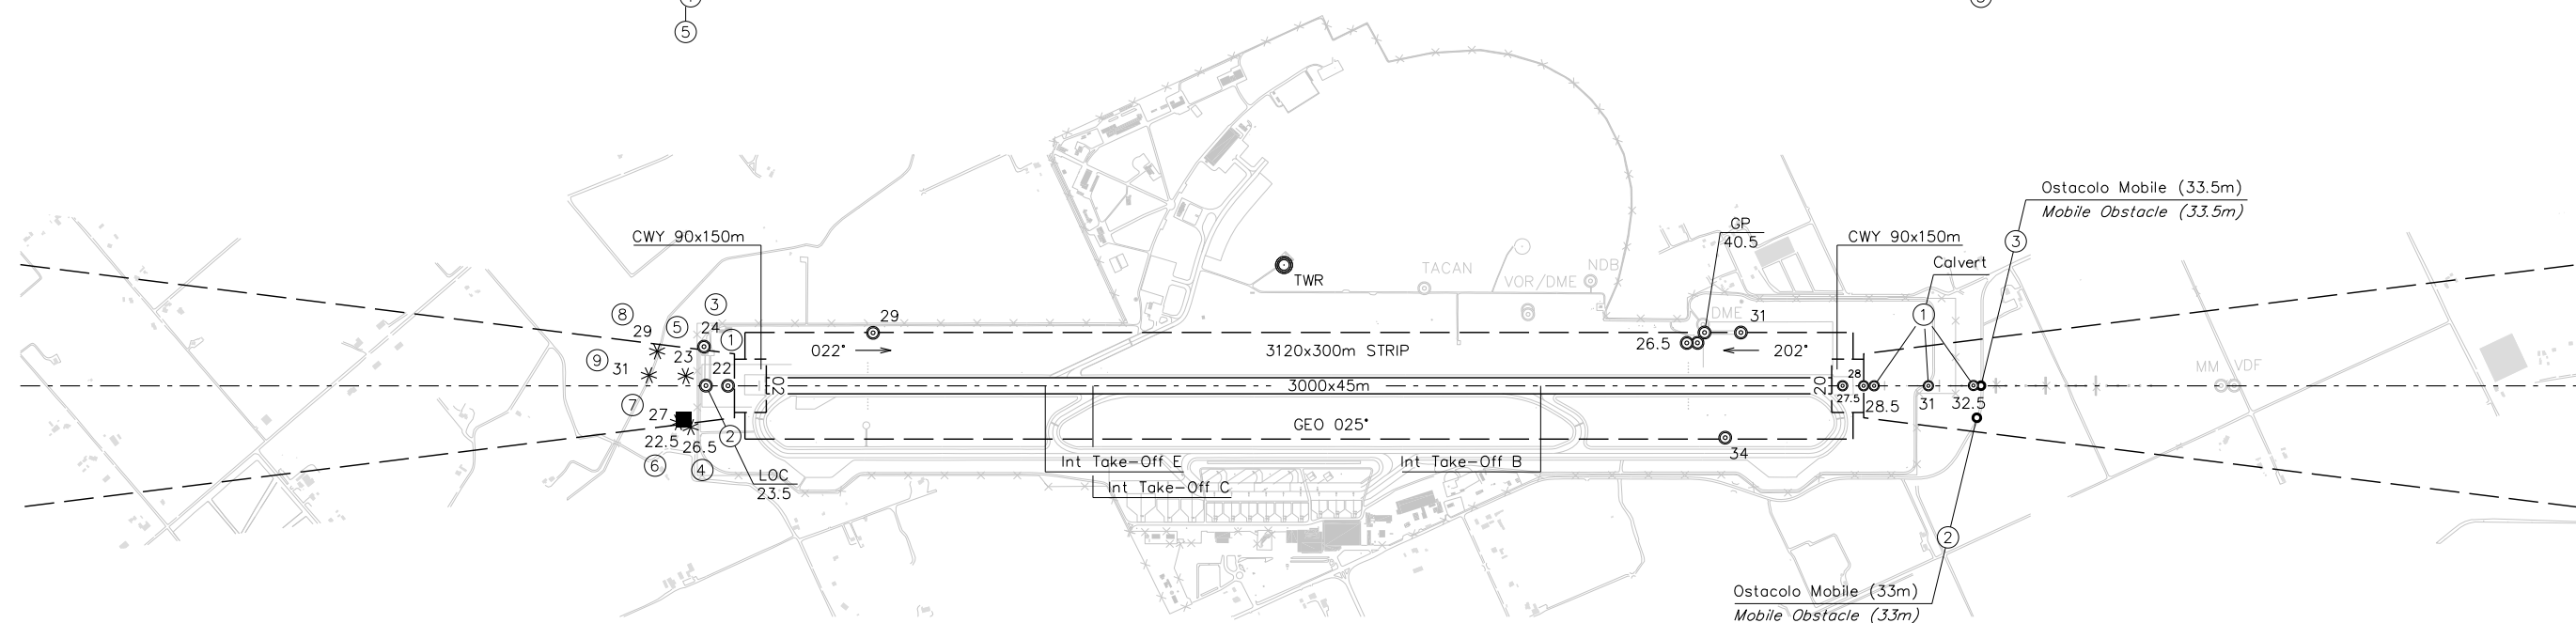 5
Ostacolo Mobile (33.5m)
Mobile Obstacle (33.5m)
3
GP
40.5
CWY 90x150m
CWY 90x150m
Calvert
TACAN
NDB
TWR
VOR/DME
MM
VDF
8
3
29
5
24
1
29
DME
31
1
26.5
022°
3120x300m STRIP
202°
9
31
23
22
02
3000x45m
20
28
27.5
28.5
31
32.5
7
27
22.5
26.5
2
GEO 025°
34
6
4
LOC
23.5
Int Take-Off E
Int Take-Off B
Int Take-Off C
2
Ostacolo Mobile (33m)
Mobile Obstacle (33m)